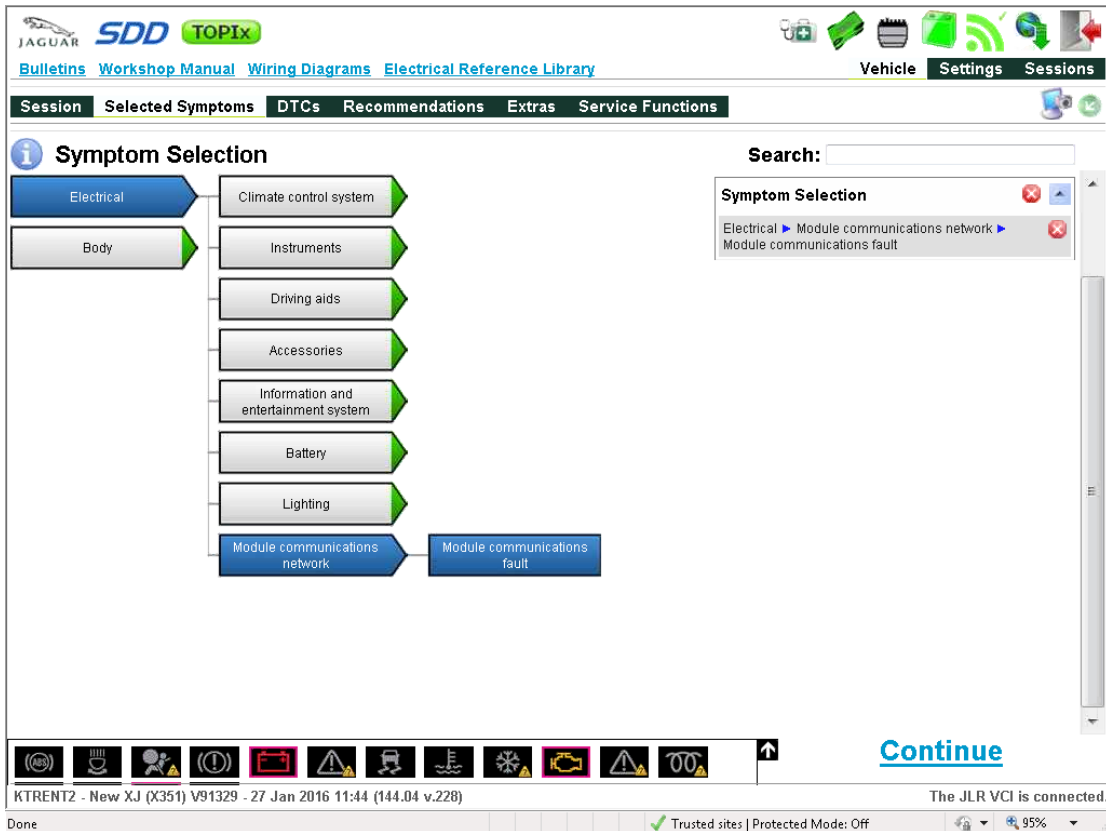 JAGUAR SDD TOPIx
Bulletins Workshop Manual Wiring Diagrams Electrical Reference Library
Vehicle Settings Sessions
Session Selected Symptoms DTCs Recommendations Extras Service Functions
Symptom Selection
Search:
Electrical
Body
Climate control system
Instruments
Driving aids
Accessories
Information and
entertainment system
Battery
Lighting
Module communications
network
Module communications
fault
Symptom Selection
Electrical ▶ Module communications network ▶
Module communications fault
(ABS)
Continue
KTRENT2 - New XJ (X351) V91329 - 27 Jan 2016 11:44 (144.04 v.228)
The JLR VCI is connected.
Done
Trusted sites | Protected Mode: Off
95%